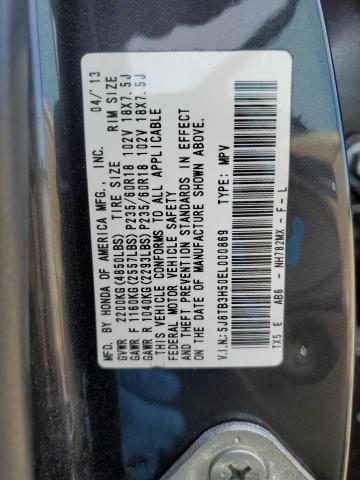 MFD. BY HONDA OF AMERICA MFG., INC. 04/'13
TIRE SIZE RIM SIZE
GVWR 2200KG(4850LBS)
GAWR F 1160KG(2557LBS) P235/60R18 102V 18X7.5J
GAWR R 1040KG(2293LBS) P235/60R18 102V 18X7.5J
THIS VEHICLE CONFORMS TO ALL APPLICABLE
FEDERAL MOTOR VEHICLE SAFETY
AND THEFT PREVENTION STANDARDS IN EFFECT
ON THE DATE OF MANUFACTURE SHOWN ABOVE.
V.I.N: 5J8TB3H50EL000869 TYPE: MPV
TX5 E AB6 - NH782MX - F - L